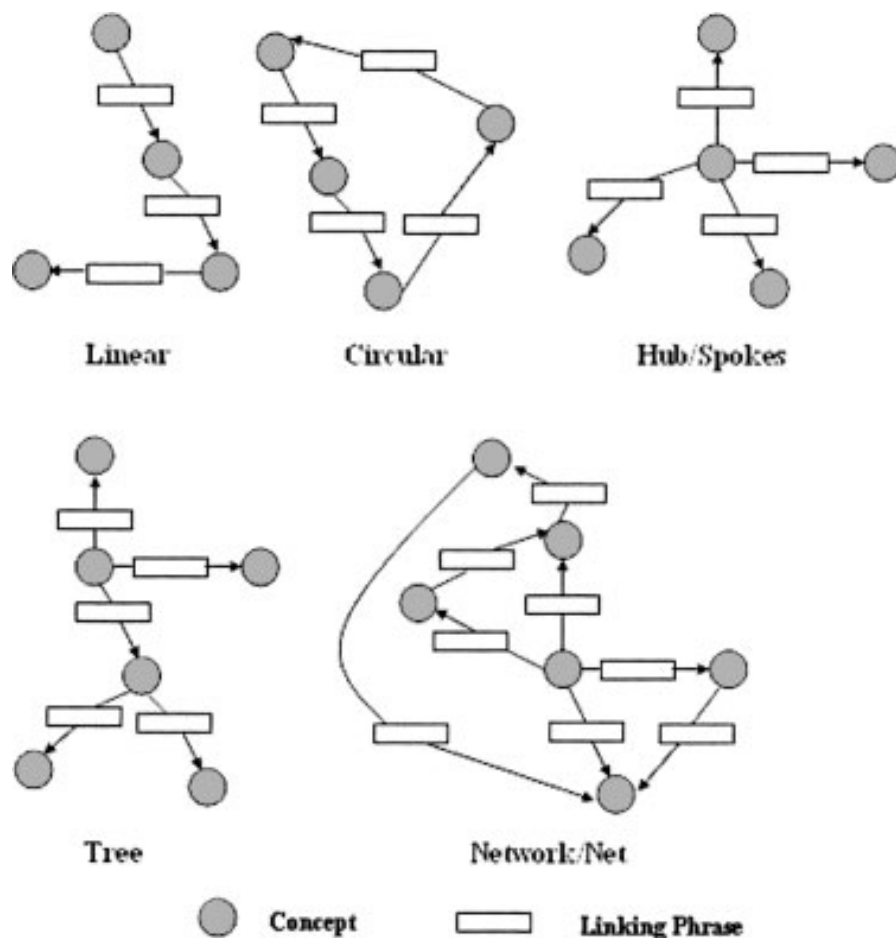 Linear
Circular
Hub/Spokes
Tree
Network/Net
Concept
Linking Phrase